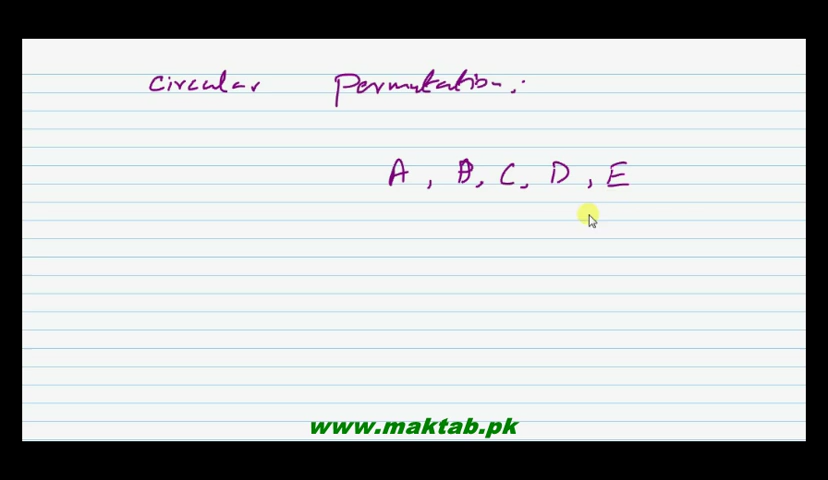 Circular Permutation:
A, B, C, D, E
www.maktab.pk